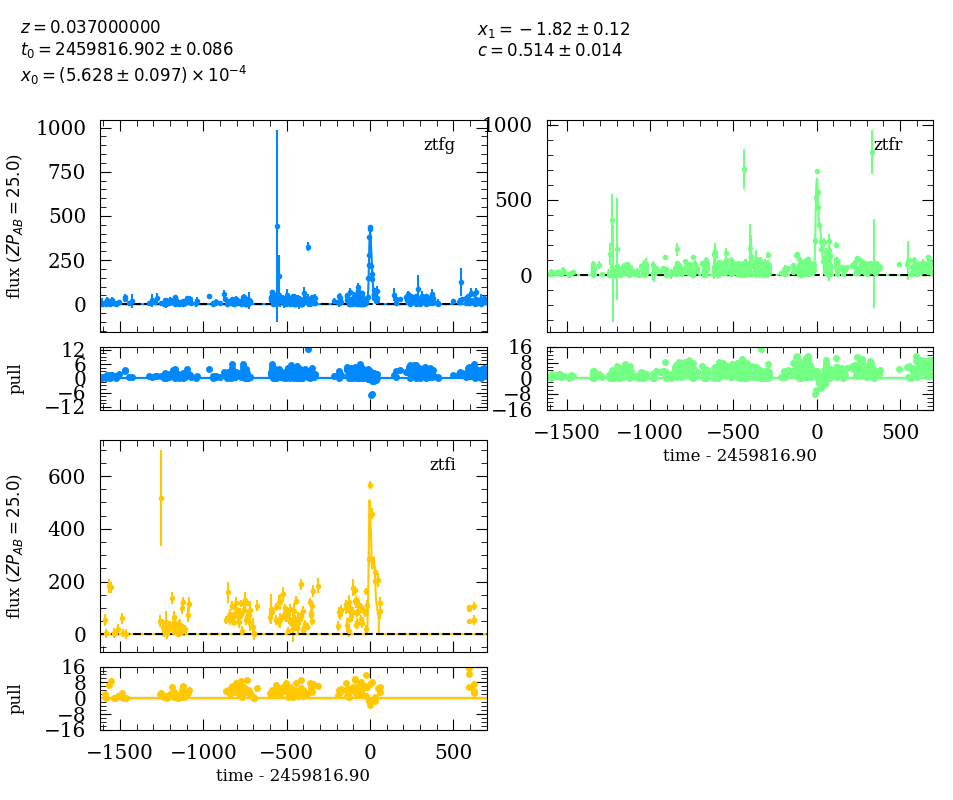 z = 0.037000000
t₀ = 2459816.902 ± 0.086
x₀ = (5.628 ± 0.097) × 10⁻⁴
x₁ = −1.82 ± 0.12
c = 0.514 ± 0.014
ztfg
1000
750
500
250
0
flux (ZP_AB = 25.0)
12
6
0
−6
−12
pull
ztfr
1000
500
0
16
8
0
−8
−16
−1500 −1000 −500 0 500
time - 2459816.90
ztfi
600
400
200
0
flux (ZP_AB = 25.0)
16
8
0
−8
−16
pull
−1500 −1000 −500 0 500
time - 2459816.90